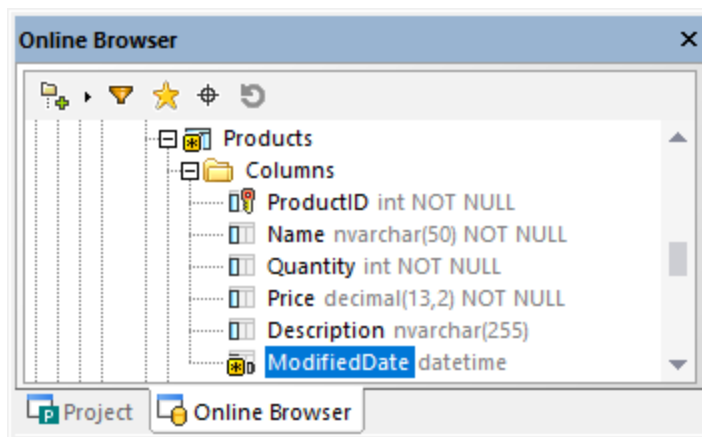 Online Browser
Products
Columns
ProductID int NOT NULL
Name nvarchar(50) NOT NULL
Quantity int NOT NULL
Price decimal(13,2) NOT NULL
Description nvarchar(255)
ModifiedDate datetime
Project Online Browser